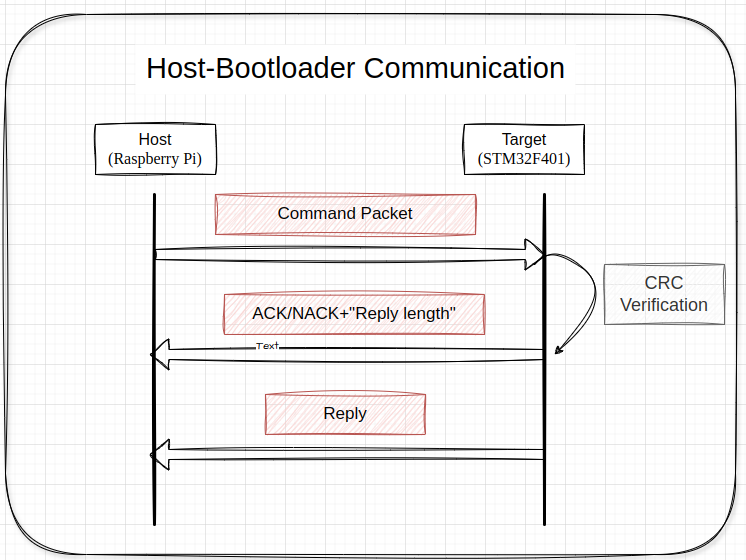 Host-Bootloader Communication
Host
(Raspberry Pi)
Target
(STM32F401)
Command Packet
CRC
Verification
ACK/NACK+"Reply length"
Text
Reply